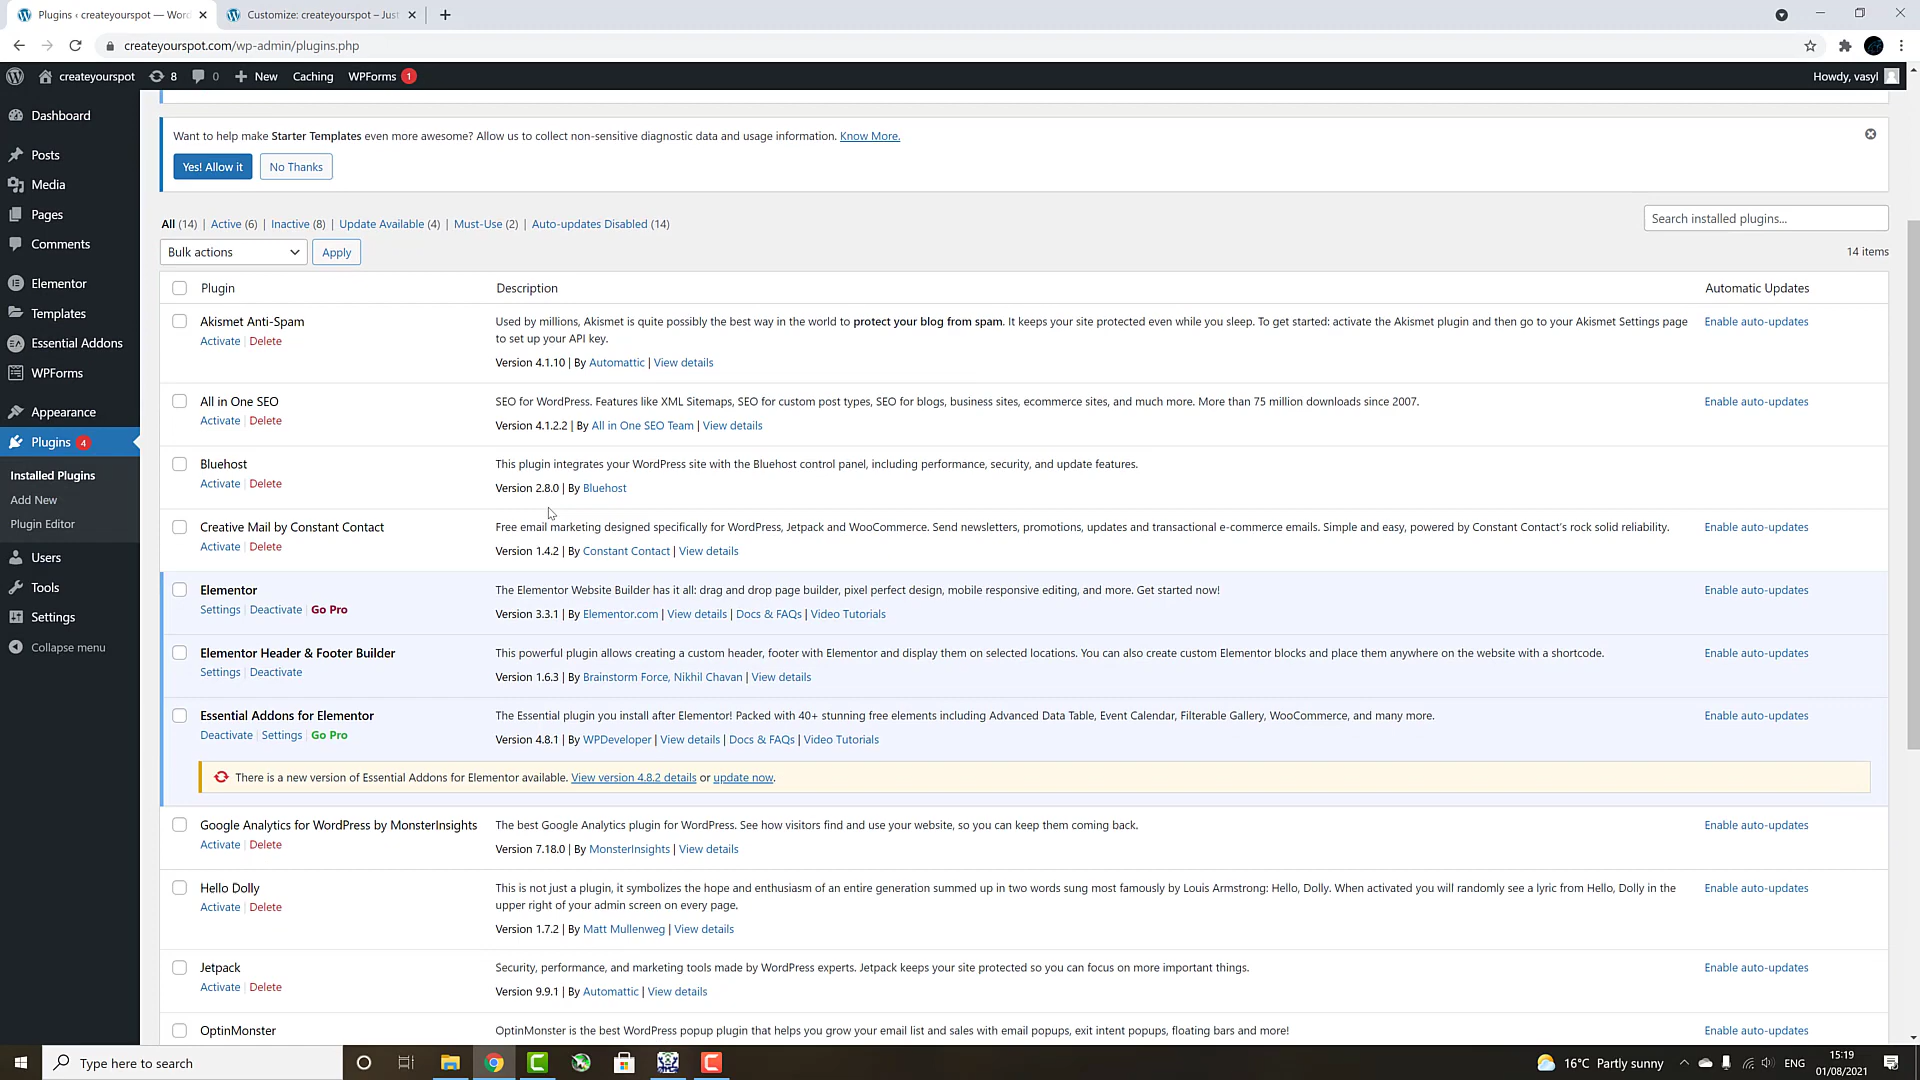 Plugins ‹ createyourspot — Wor
Customize: createyourspot – Just
createyourspot.com/wp-admin/plugins.php
createyourspot
8
0
New
Caching
WPForms 1
Howdy, vasyl
Dashboard
Posts
Media
Pages
Comments
Elementor
Templates
Essential Addons
WPForms
Appearance
Plugins 4
Installed Plugins
Add New
Plugin Editor
Users
Tools
Settings
Collapse menu
Want to help make Starter Templates even more awesome? Allow us to collect non-sensitive diagnostic data and usage information. Know More.
Yes! Allow it
No Thanks
All (14) | Active (6) | Inactive (8) | Update Available (4) | Must-Use (2) | Auto-updates Disabled (14)
Search installed plugins...
Bulk actions
Apply
14 items
Plugin
Description
Automatic Updates
Akismet Anti-Spam
Activate | Delete
Used by millions, Akismet is quite possibly the best way in the world to protect your blog from spam. It keeps your site protected even while you sleep. To get started: activate the Akismet plugin and then go to your Akismet Settings page
to set up your API key.
Version 4.1.10 | By Automattic | View details
Enable auto-updates
All in One SEO
Activate | Delete
SEO for WordPress. Features like XML Sitemaps, SEO for custom post types, SEO for blogs, business sites, ecommerce sites, and much more. More than 75 million downloads since 2007.
Version 4.1.2.2 | By All in One SEO Team | View details
Enable auto-updates
Bluehost
Activate | Delete
This plugin integrates your WordPress site with the Bluehost control panel, including performance, security, and update features.
Version 2.8.0 | By Bluehost
Creative Mail by Constant Contact
Activate | Delete
Free email marketing designed specifically for WordPress, Jetpack and WooCommerce. Send newsletters, promotions, updates and transactional e-commerce emails. Simple and easy, powered by Constant Contact's rock solid reliability.
Version 1.4.2 | By Constant Contact | View details
Enable auto-updates
Elementor
Settings | Deactivate | Go Pro
The Elementor Website Builder has it all: drag and drop page builder, pixel perfect design, mobile responsive editing, and more. Get started now!
Version 3.3.1 | By Elementor.com | View details | Docs & FAQs | Video Tutorials
Enable auto-updates
Elementor Header & Footer Builder
Settings | Deactivate
This powerful plugin allows creating a custom header, footer with Elementor and display them on selected locations. You can also create custom Elementor blocks and place them anywhere on the website with a shortcode.
Version 1.6.3 | By Brainstorm Force, Nikhil Chavan | View details
Enable auto-updates
Essential Addons for Elementor
Deactivate | Settings | Go Pro
The Essential plugin you install after Elementor! Packed with 40+ stunning free elements including Advanced Data Table, Event Calendar, Filterable Gallery, WooCommerce, and many more.
Version 4.8.1 | By WPDeveloper | View details | Docs & FAQs | Video Tutorials
Enable auto-updates
There is a new version of Essential Addons for Elementor available. View version 4.8.2 details or update now.
Google Analytics for WordPress by MonsterInsights
Activate | Delete
The best Google Analytics plugin for WordPress. See how visitors find and use your website, so you can keep them coming back.
Version 7.18.0 | By MonsterInsights | View details
Enable auto-updates
Hello Dolly
Activate | Delete
This is not just a plugin, it symbolizes the hope and enthusiasm of an entire generation summed up in two words sung most famously by Louis Armstrong: Hello, Dolly. When activated you will randomly see a lyric from Hello, Dolly in the
upper right of your admin screen on every page.
Version 1.7.2 | By Matt Mullenweg | View details
Enable auto-updates
Jetpack
Activate | Delete
Security, performance, and marketing tools made by WordPress experts. Jetpack keeps your site protected so you can focus on more important things.
Version 9.9.1 | By Automattic | View details
Enable auto-updates
OptinMonster
OptinMonster is the best WordPress popup plugin that helps you grow your email list and sales with email popups, exit intent popups, floating bars and more!
Enable auto-updates
Type here to search
16°C Partly sunny
ENG
15:19
01/08/2021